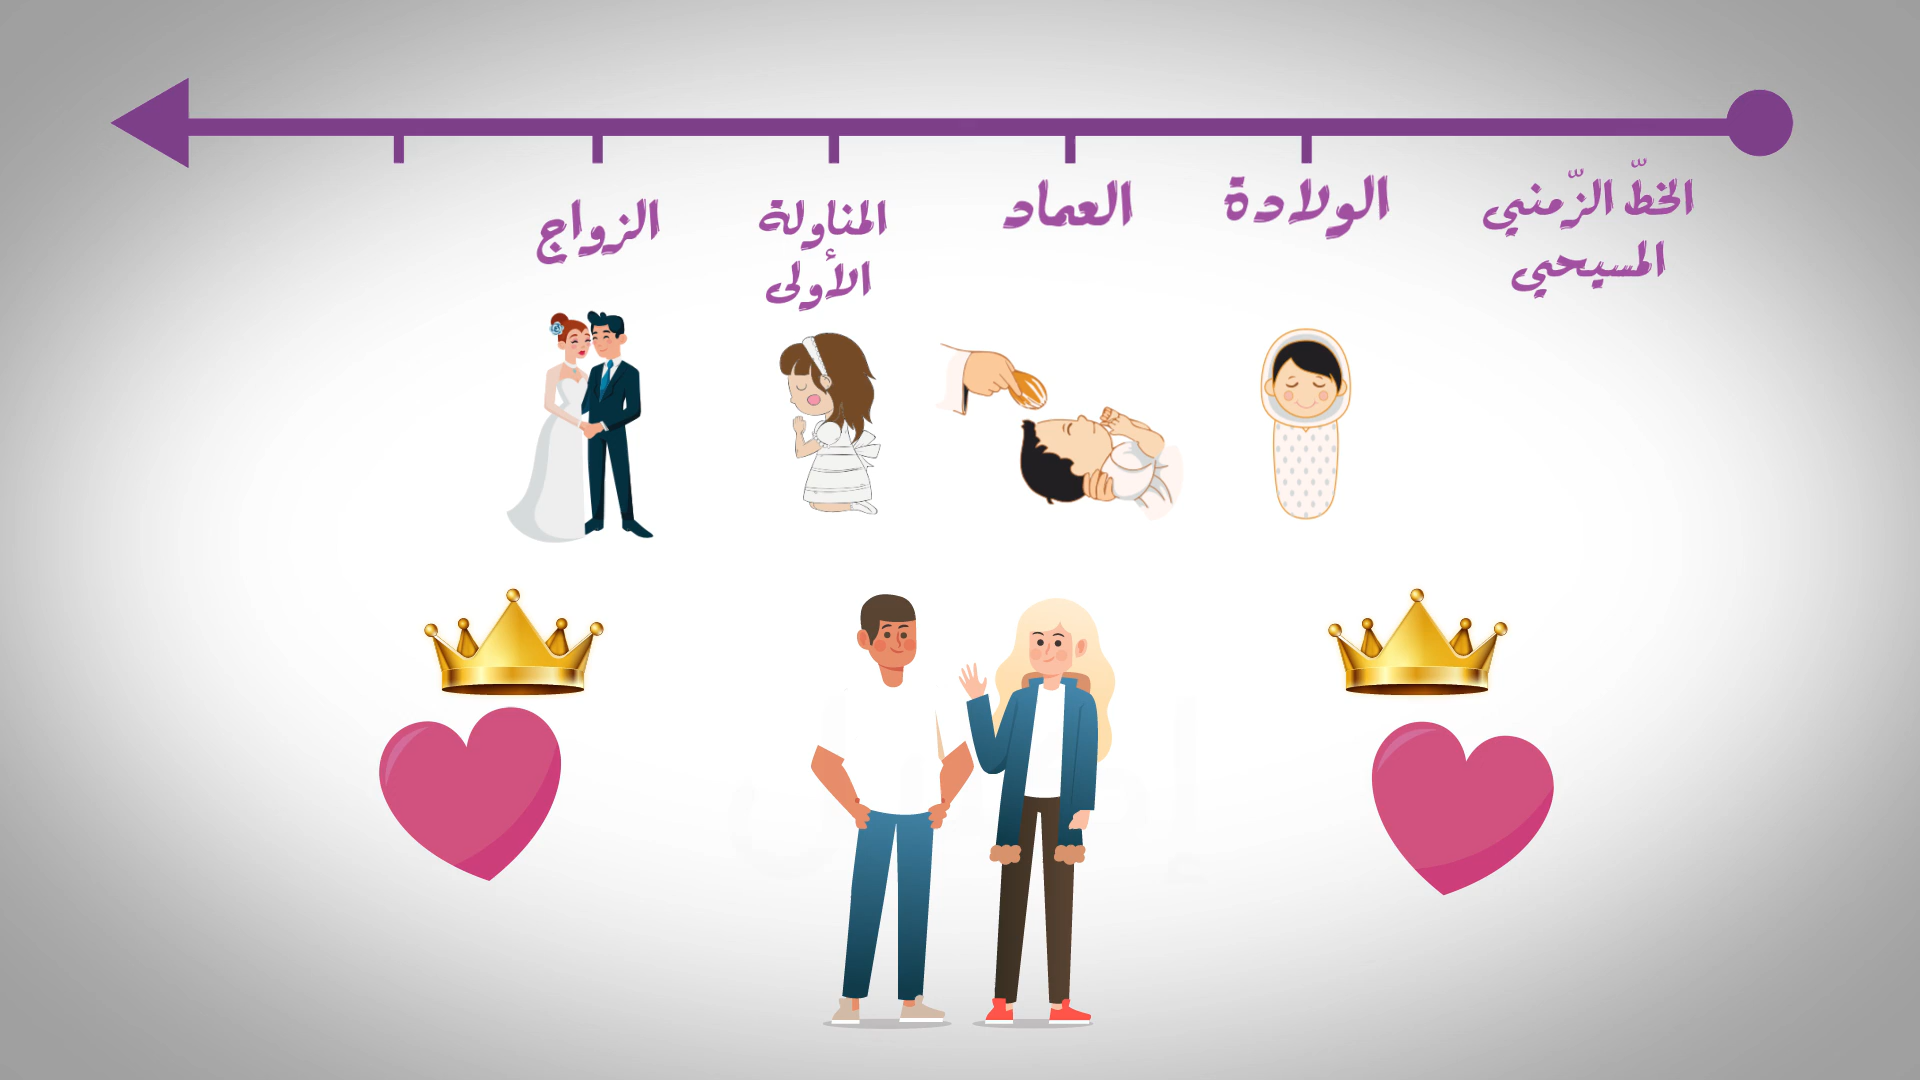 الخطّ الزّمني
المسيحي
الولادة
العماد
المناولة
الأولى
الزواج